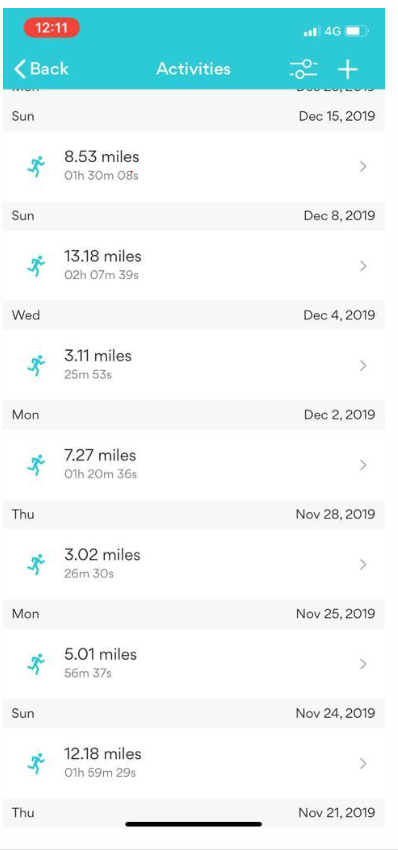 12:11
4G
Back
Activities
Sun
Dec 15, 2019
8.53 miles
01h 30m 08s
Sun
Dec 8, 2019
13.18 miles
02h 07m 39s
Wed
Dec 4, 2019
3.11 miles
25m 53s
Mon
Dec 2, 2019
7.27 miles
01h 20m 36s
Thu
Nov 28, 2019
3.02 miles
26m 30s
Mon
Nov 25, 2019
5.01 miles
56m 37s
Sun
Nov 24, 2019
12.18 miles
01h 59m 29s
Thu
Nov 21, 2019